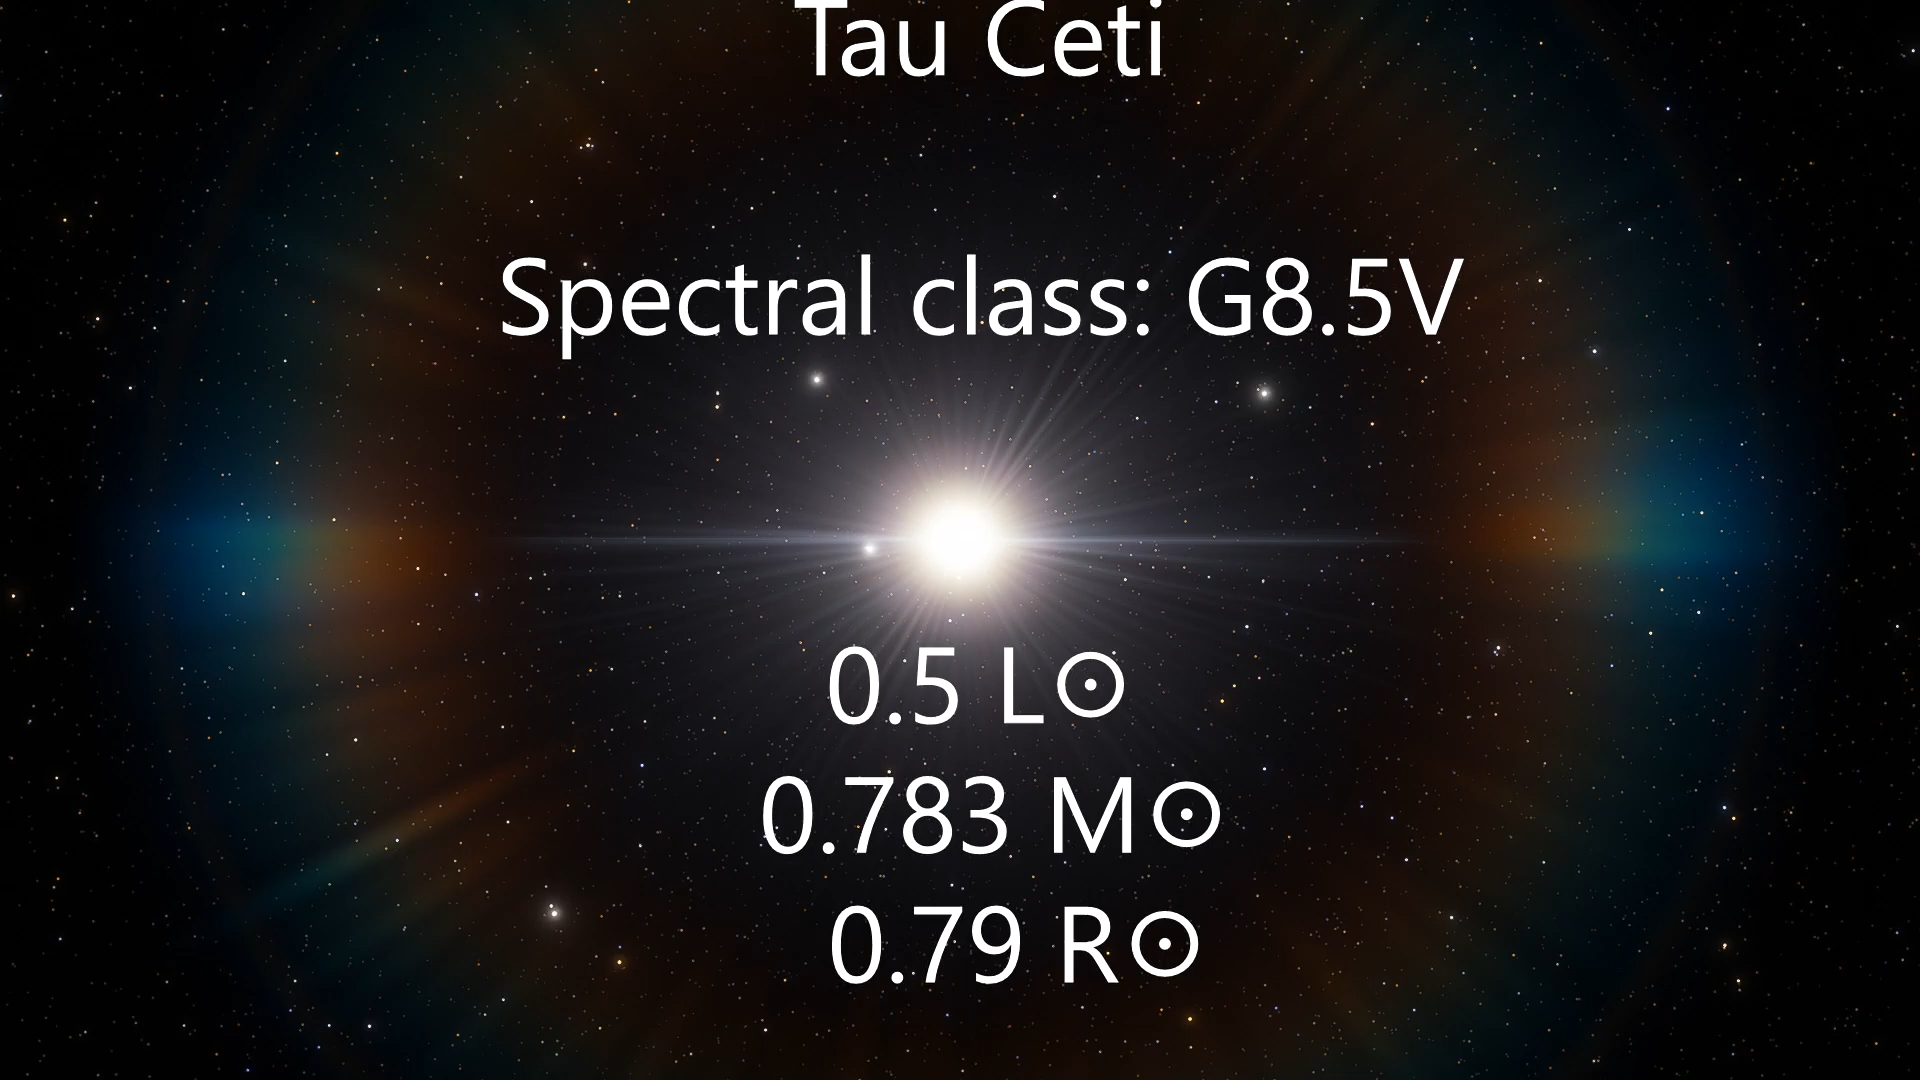 Tau Ceti
Spectral class: G8.5V
0.5 L☉
0.783 M☉
0.79 R☉